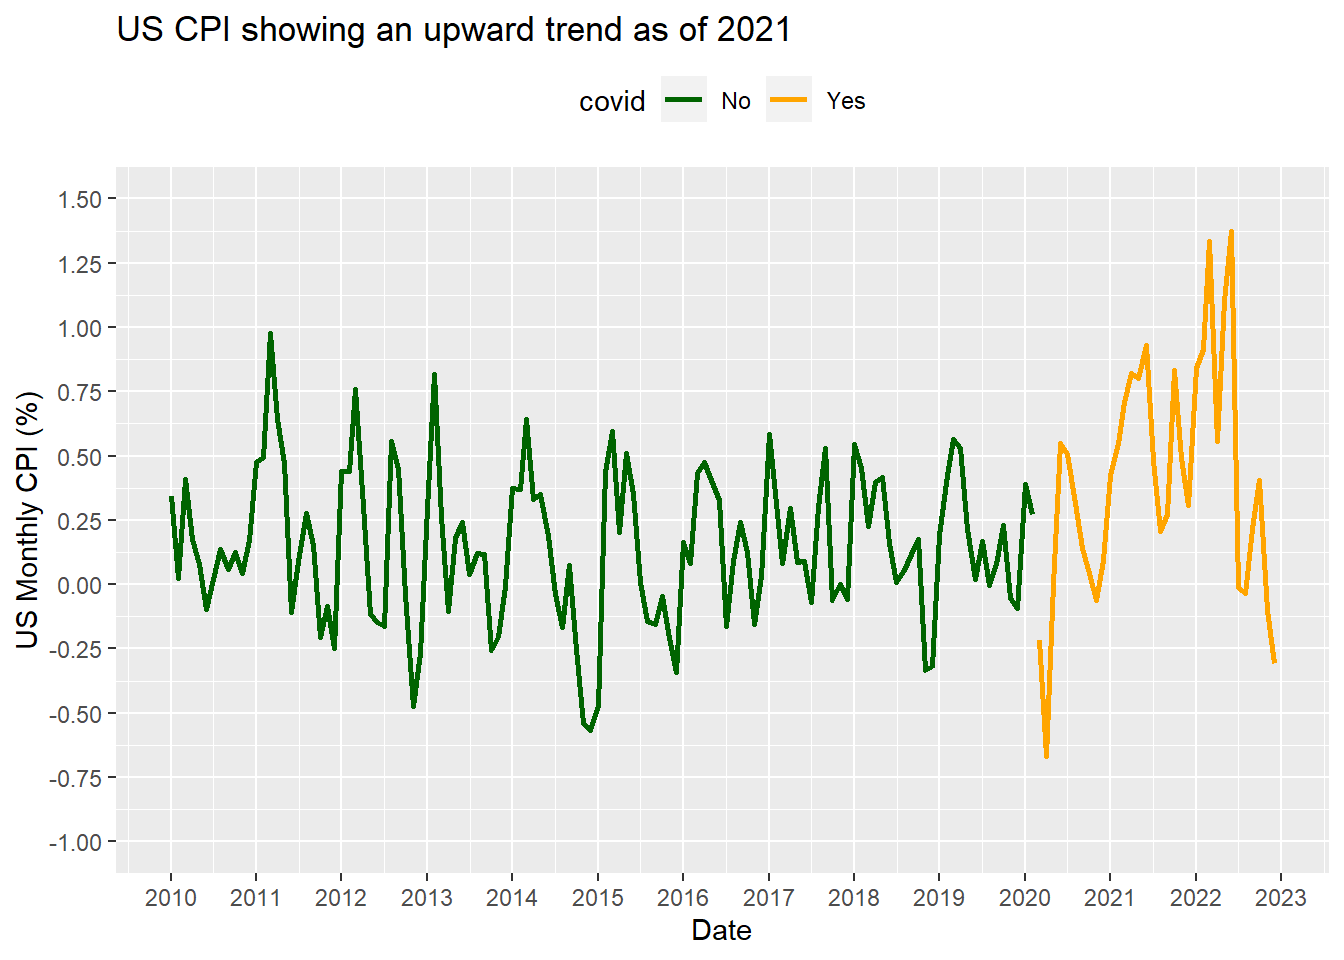 US CPI showing an upward trend as of 2021
covid No Yes
1.50
1.25
1.00
0.75
0.50
0.25
0.00
-0.25
-0.50
-0.75
-1.00
US Monthly CPI (%)
2010 2011 2012 2013 2014 2015 2016 2017 2018 2019 2020 2021 2022 2023
Date